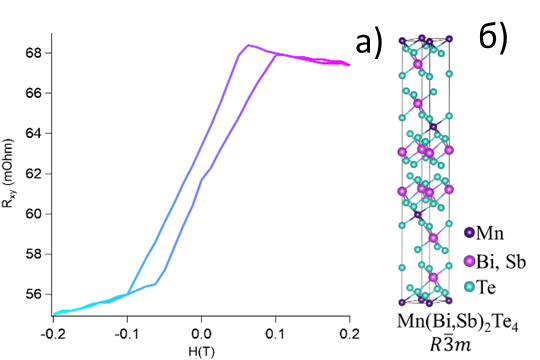 а)
б)
68
66
64
62
60
58
56
-0.2
-0.1
0.0
0.1
0.2
R_xy (mOhm)
H(T)
Mn
Bi, Sb
Te
Mn(Bi,Sb)₂Te₄
R3̅m